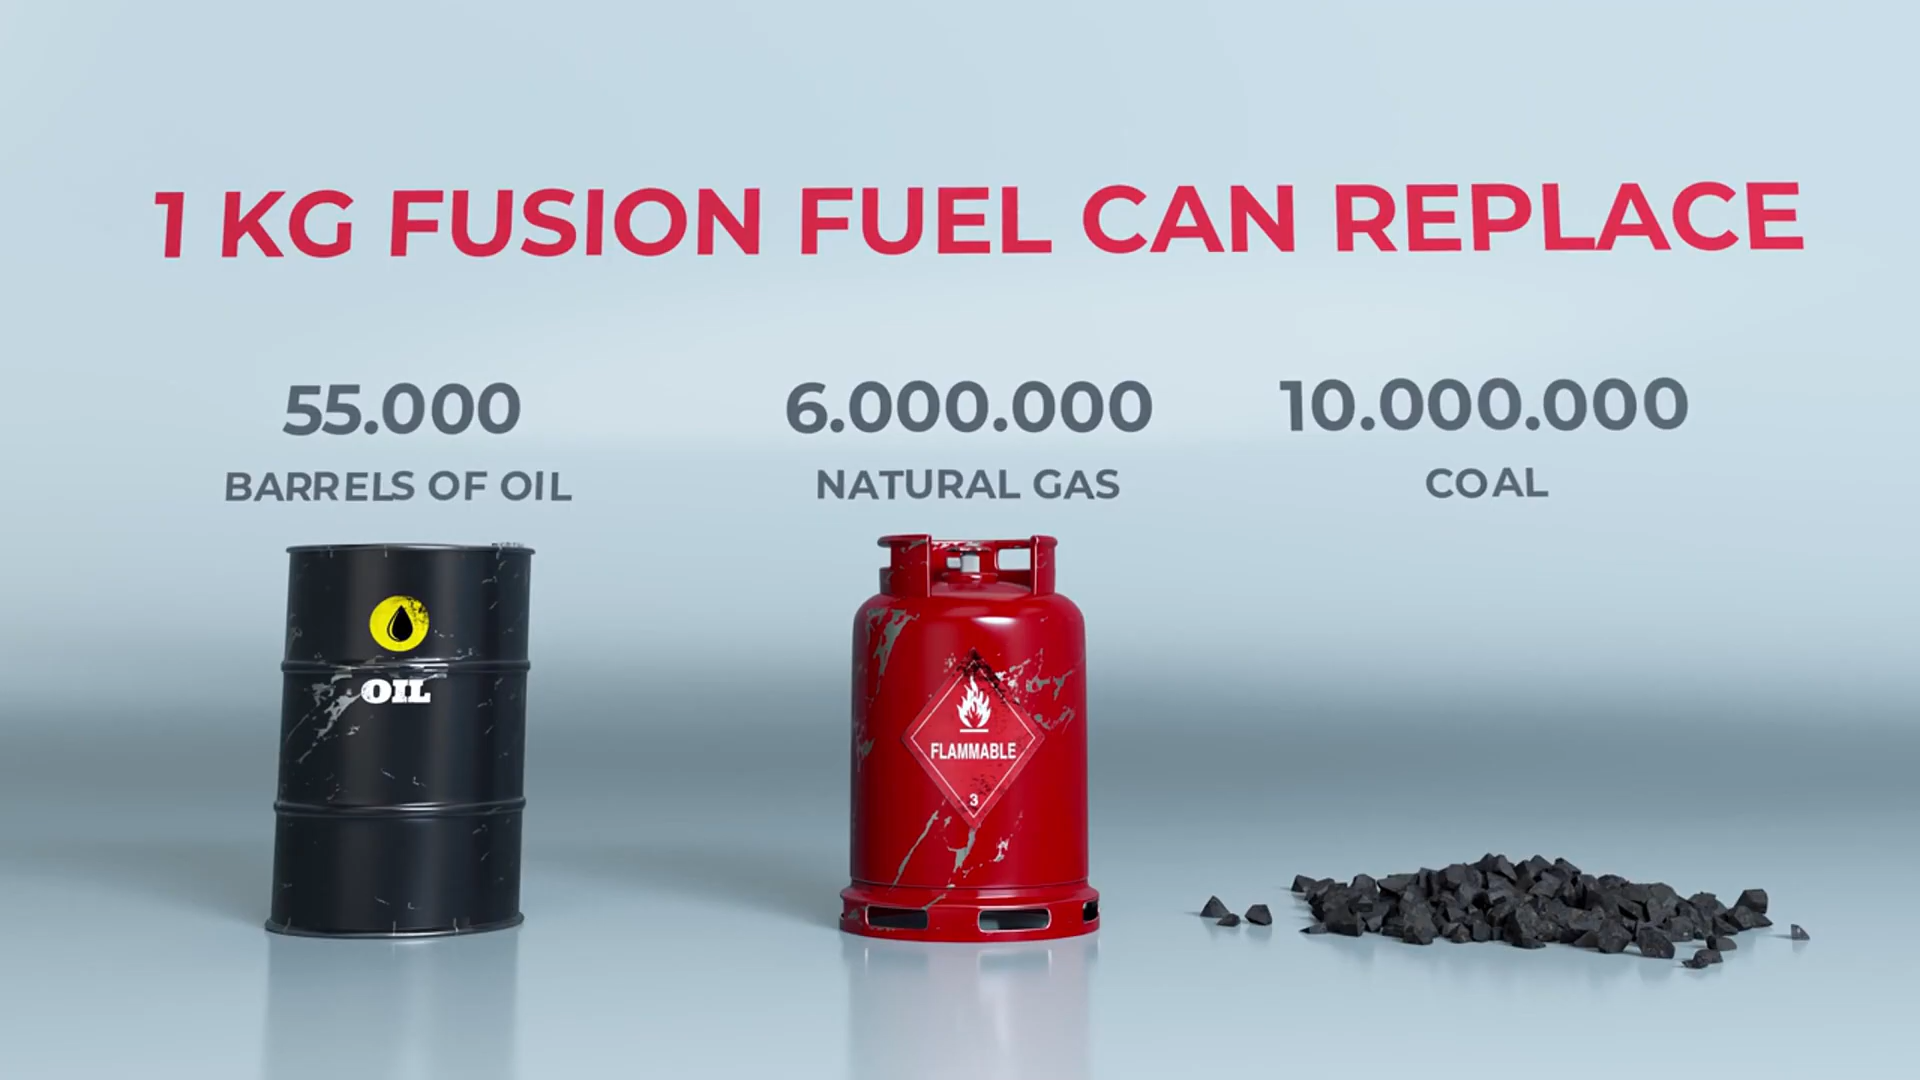 1 KG FUSION FUEL CAN REPLACE
55.000
BARRELS OF OIL
6.000.000
NATURAL GAS
10.000.000
COAL
OIL
FLAMMABLE
3